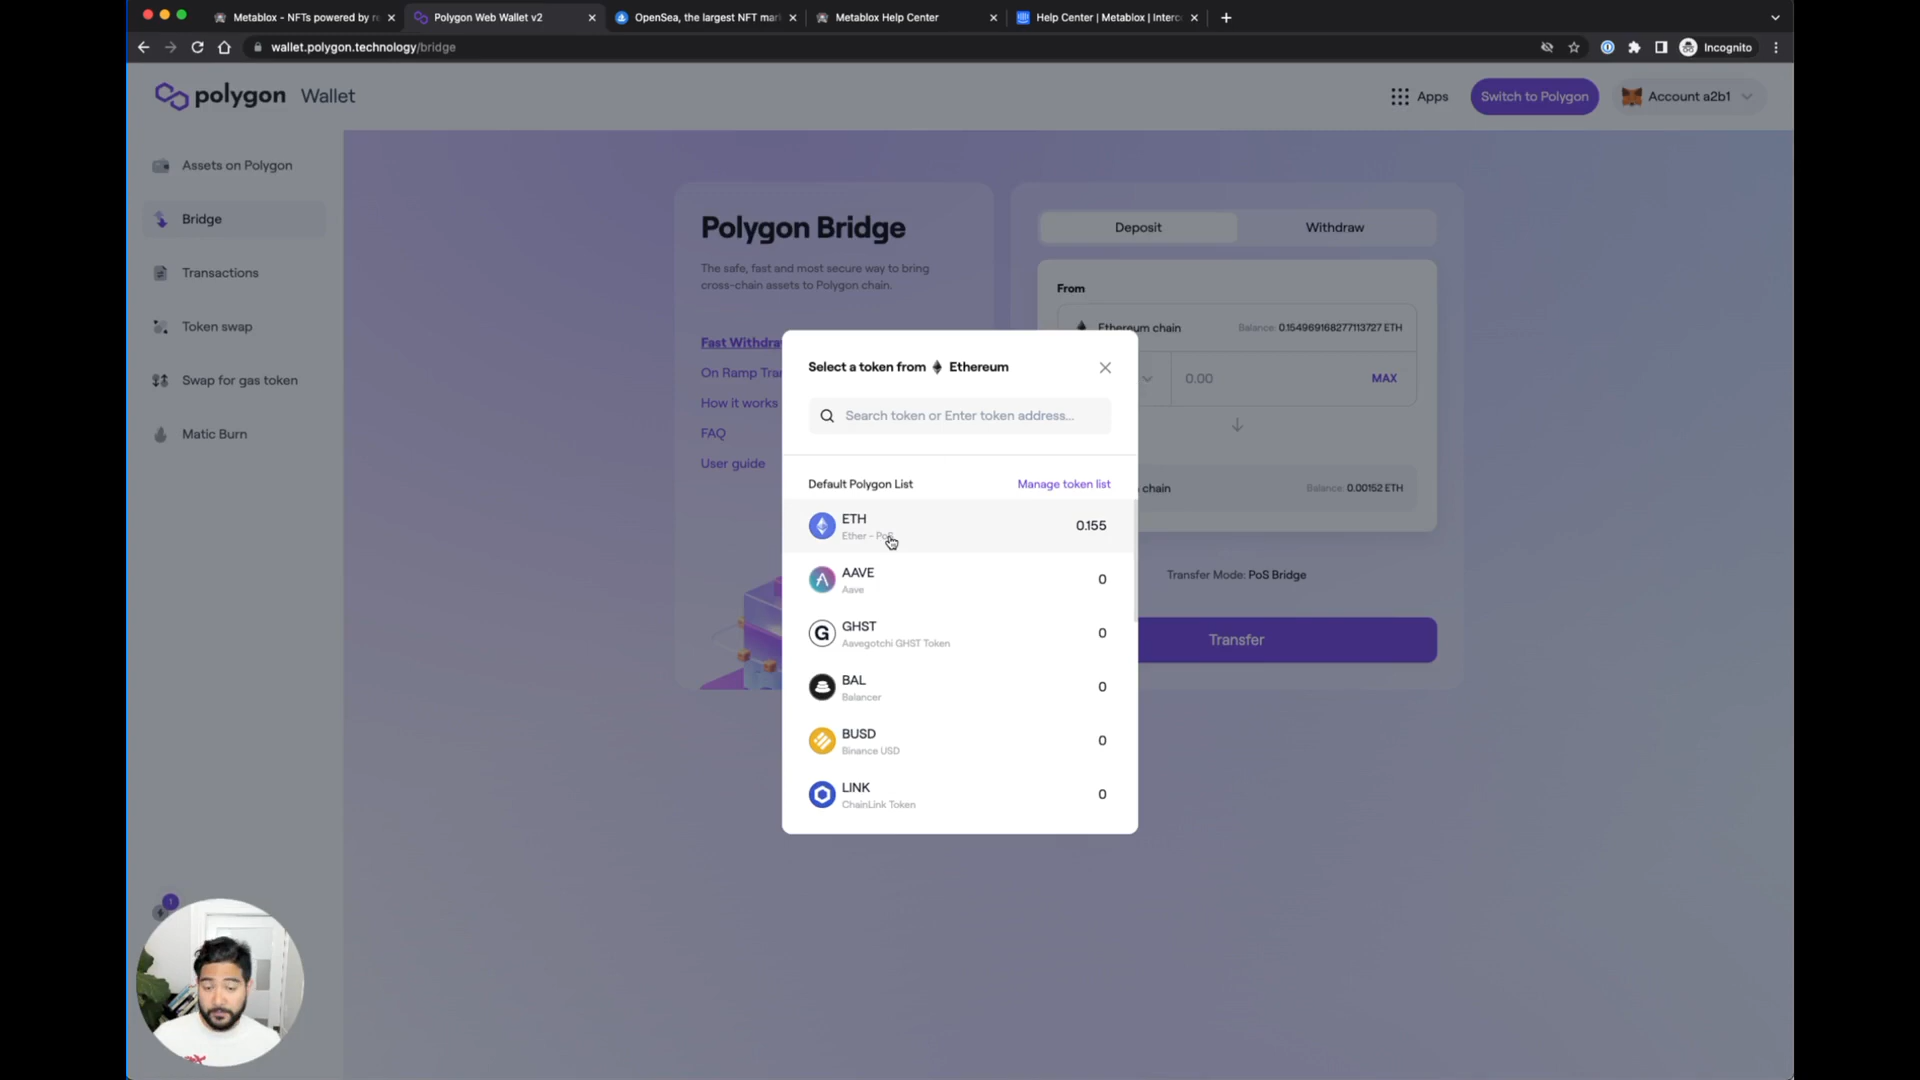 Metablox - NFTs powered by r
Polygon Web Wallet v2
OpenSea, the largest NFT mar
Metablox Help Center
Help Center | Metablox | Interc
wallet.polygon.technology/bridge
Incognito
polygon Wallet
Apps
Switch to Polygon
Account a2b1
Assets on Polygon
Bridge
Transactions
Token swap
Swap for gas token
Matic Burn
1
Polygon Bridge
The safe, fast and most secure way to bring
cross-chain assets to Polygon chain.
Fast Withdra
On Ramp Tra
How it works
FAQ
User guide
Deposit
Withdraw
From
Ethereum chain
Balance: 0.154969168277113727 ETH
0.00
MAX
chain
Balance: 0.00152 ETH
Transfer Mode: PoS Bridge
Transfer
Select a token from Ethereum
Search token or Enter token address...
Default Polygon List
Manage token list
ETH
Ether - PoS
0.155
AAVE
Aave
0
GHST
Aavegotchi GHST Token
0
BAL
Balancer
0
BUSD
Binance USD
0
LINK
ChainLink Token
0